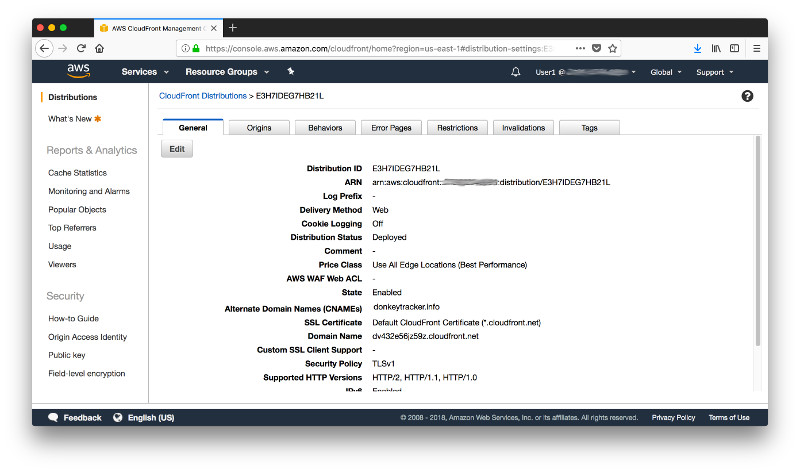 AWS CloudFront Management
https://console.aws.amazon.com/cloudfront/home?region=us-east-1#distribution-settings:E3
aws Services Resource Groups User1 @ Global Support
Distributions
What's New
Reports & Analytics
Cache Statistics
Monitoring and Alarms
Popular Objects
Top Referrers
Usage
Viewers
Security
How-to Guide
Origin Access Identity
Public key
Field-level encryption
CloudFront Distributions > E3H7IDEG7HB21L
General Origins Behaviors Error Pages Restrictions Invalidations Tags
Edit
Distribution ID E3H7IDEG7HB21L
ARN arn:aws:cloudfront:: :distribution/E3H7IDEG7HB21L
Log Prefix -
Delivery Method Web
Cookie Logging Off
Distribution Status Deployed
Comment -
Price Class Use All Edge Locations (Best Performance)
AWS WAF Web ACL -
State Enabled
Alternate Domain Names (CNAMEs) donkeytracker.info
SSL Certificate Default CloudFront Certificate (*.cloudfront.net)
Domain Name dv432e56jz59z.cloudfront.net
Custom SSL Client Support -
Security Policy TLSv1
Supported HTTP Versions HTTP/2, HTTP/1.1, HTTP/1.0
IPv6 Enabled
Feedback English (US) © 2008 - 2018, Amazon Web Services, Inc. or its affiliates. All rights reserved. Privacy Policy Terms of Use